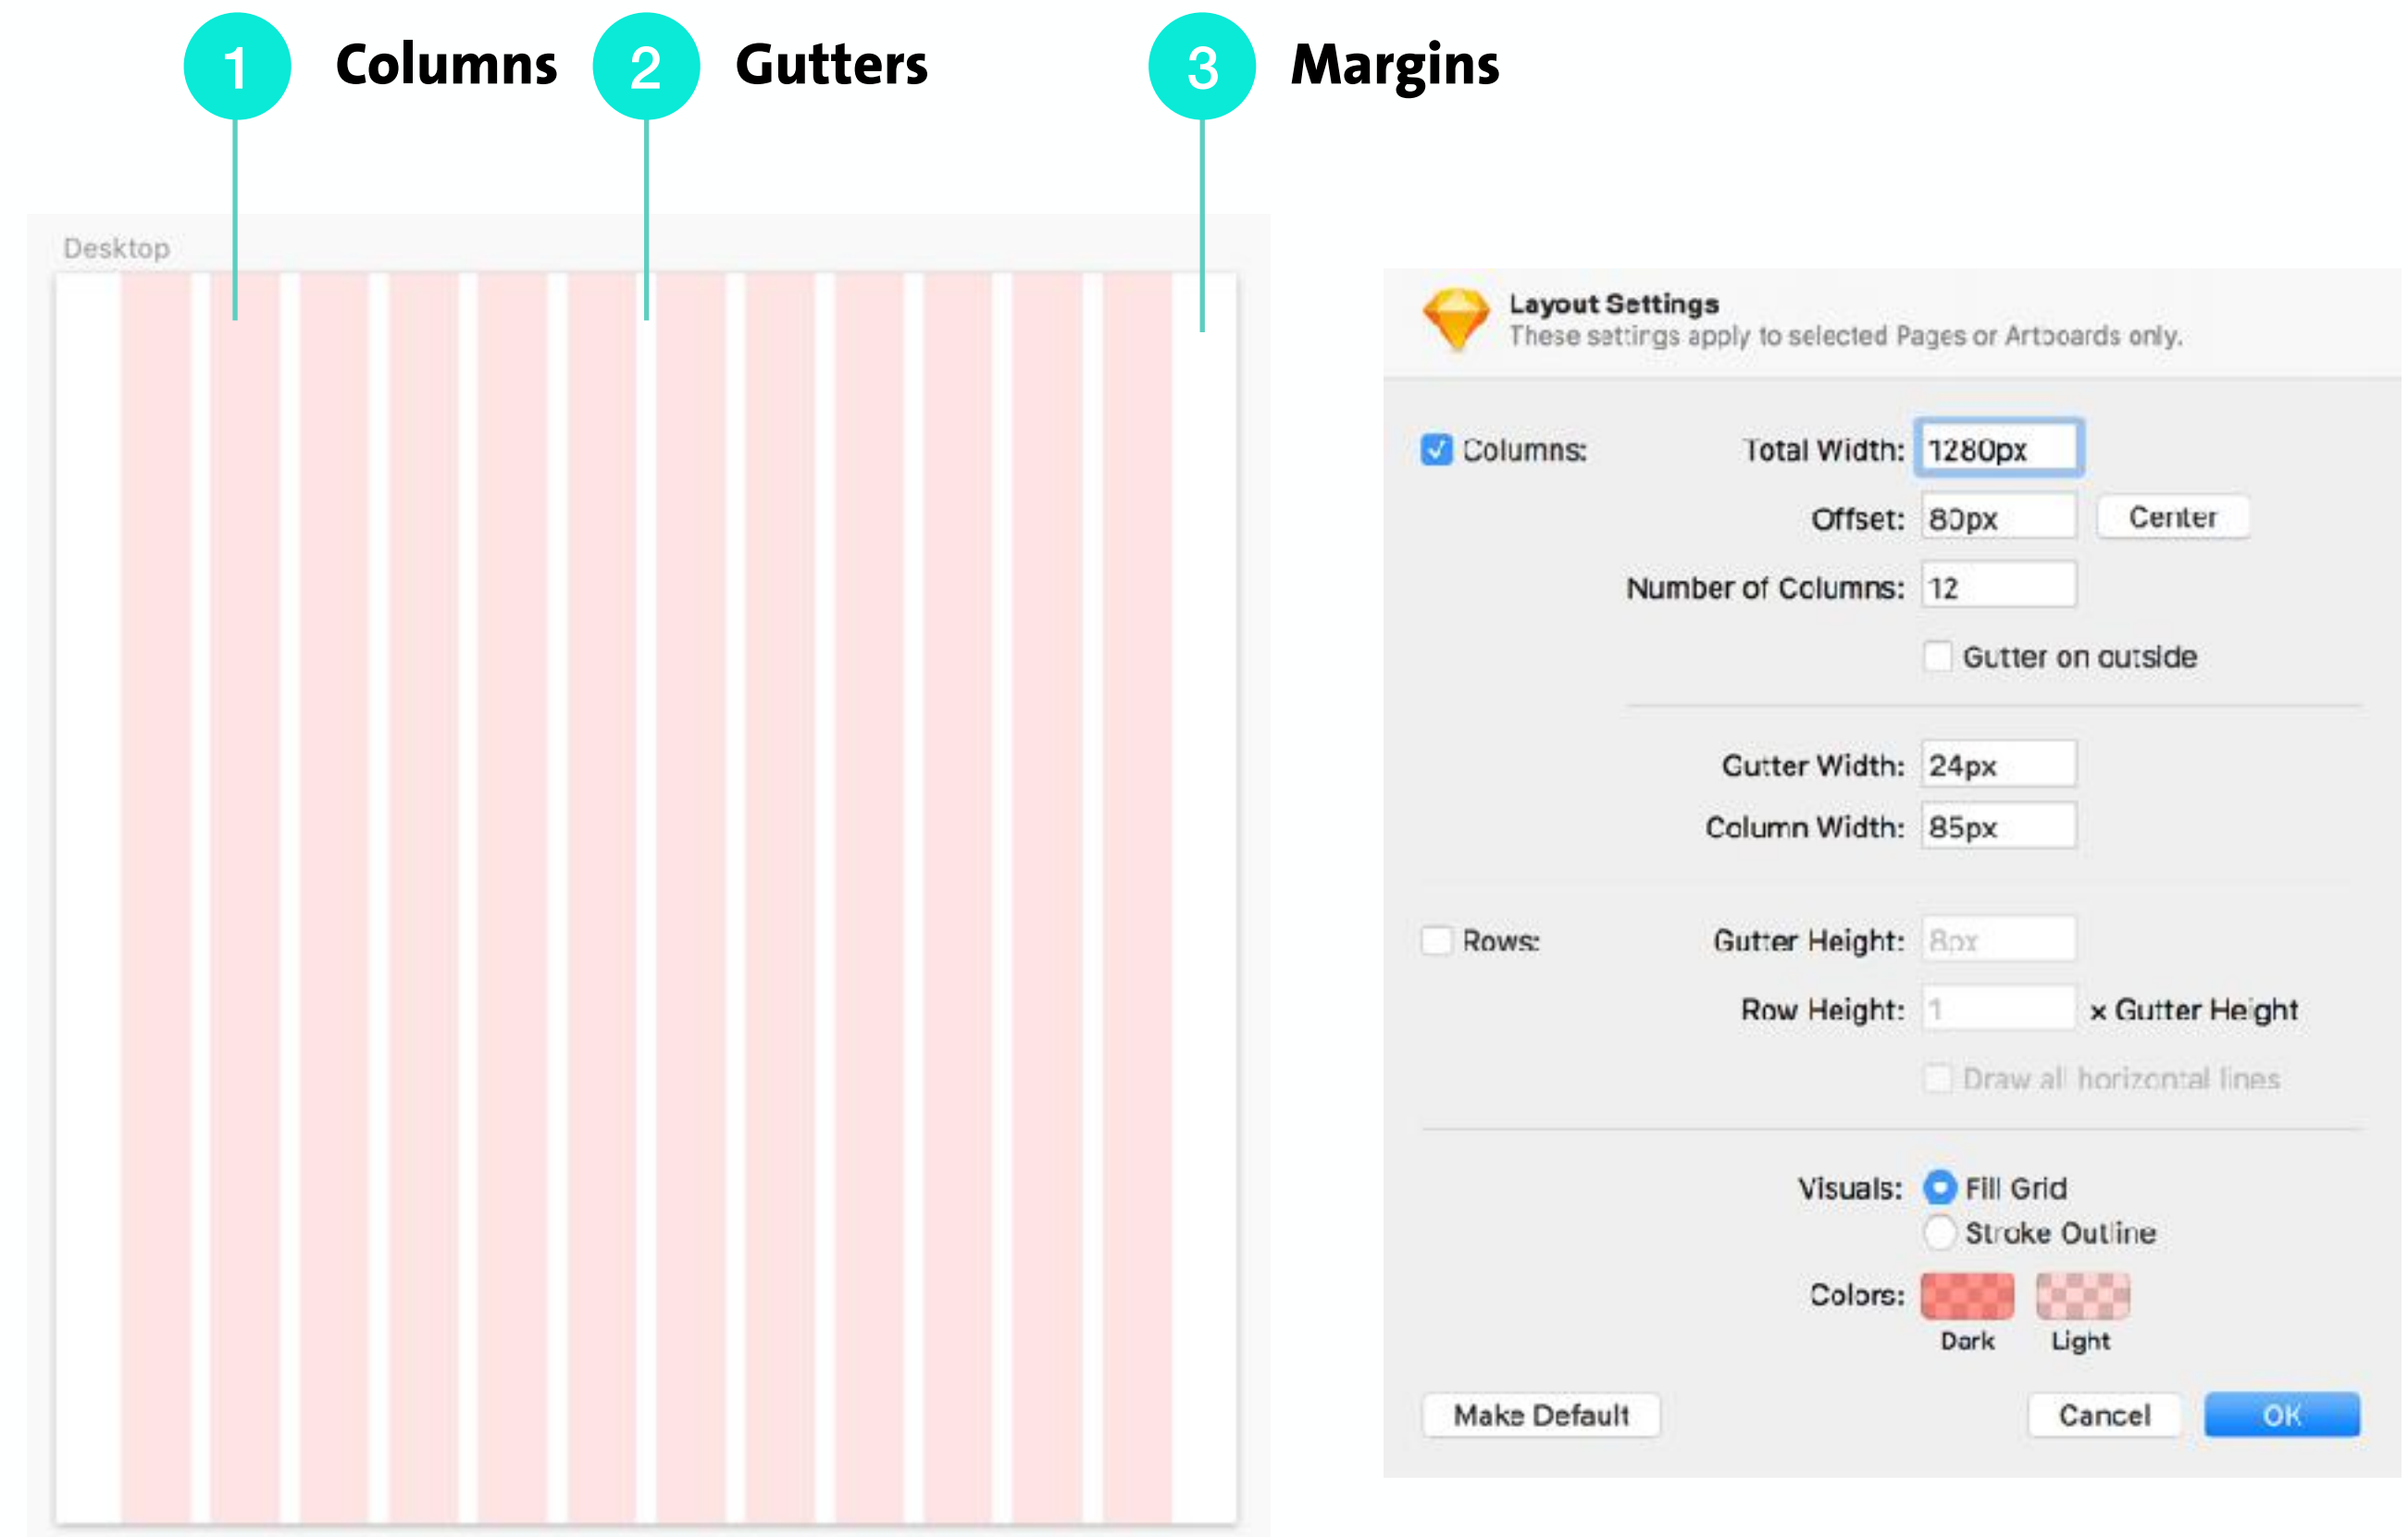 1 Columns 2 Gutters 3 Margins
Desktop
Layout Settings
These settings apply to selected Pages or Artboards only.
Columns: Total Width: 1280px
Offset: 80px Center
Number of Columns: 12
Gutter on outside
Gutter Width: 24px
Column Width: 85px
Rows: Gutter Height: 8px
Row Height: 1 x Gutter Height
Draw all horizontal lines
Visuals: Fill Grid
Stroke Outline
Colors:
Dark Light
Make Default Cancel OK